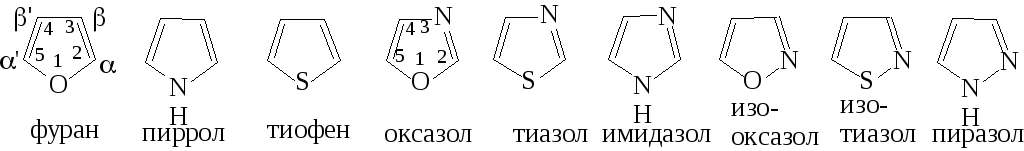 β' 4 3 β N N N
α' 5 1 2 α 4 3 5 1 2 N N N
O N S O S N O S N
H H H
фуран пиррол тиофен оксазол тиазол имидазол изо-оксазол изо-тиазол пиразол